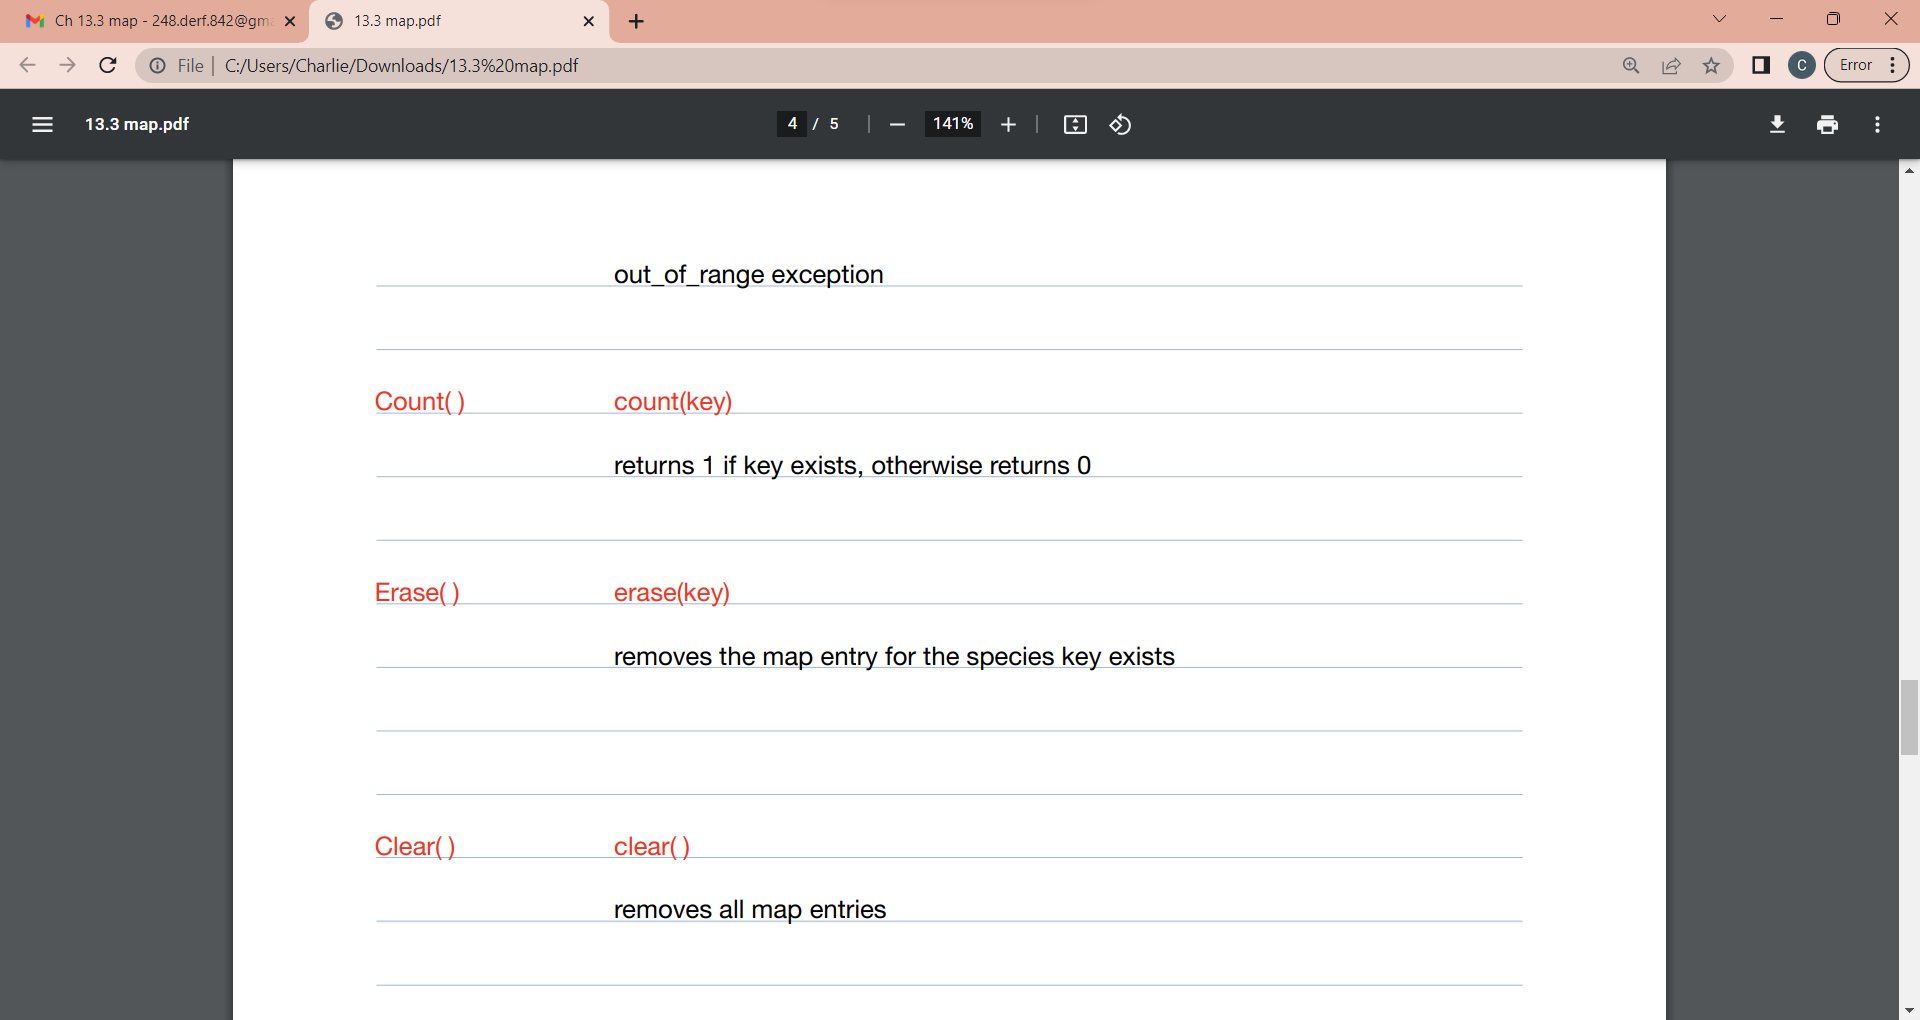 Ch 13.3 map - 248.derf.842@gm
13.3 map.pdf
File | C:/Users/Charlie/Downloads/13.3%20map.pdf
C
Error
13.3 map.pdf
4 / 5
141%
out_of_range exception
Count( ) count(key)
returns 1 if key exists, otherwise returns 0
Erase( ) erase(key)
removes the map entry for the species key exists
Clear( ) clear( )
removes all map entries